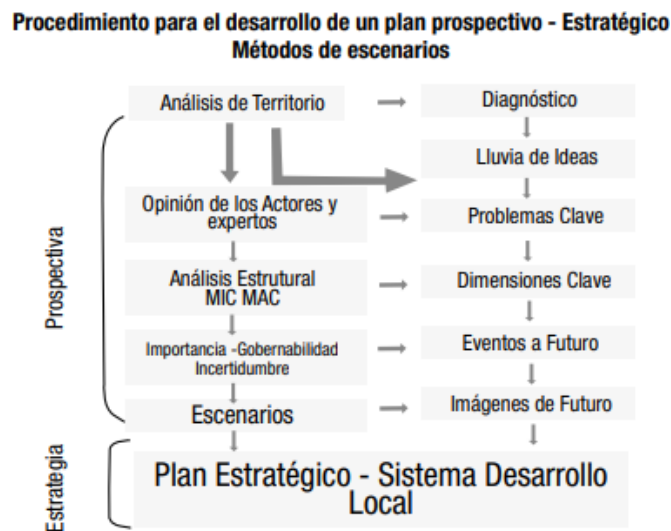 Procedimiento para el desarrollo de un plan prospectivo - Estratégico
Métodos de escenarios
Análisis de Territorio
Diagnóstico
Lluvia de Ideas
Opinión de los Actores y
expertos
Problemas Clave
Análisis Estrutural
MIC MAC
Dimensiones Clave
Importancia -Gobernabilidad
Incertidumbre
Eventos a Futuro
Escenarios
Imágenes de Futuro
Prospectiva
Plan Estratégico - Sistema Desarrollo
Local
Estrategia